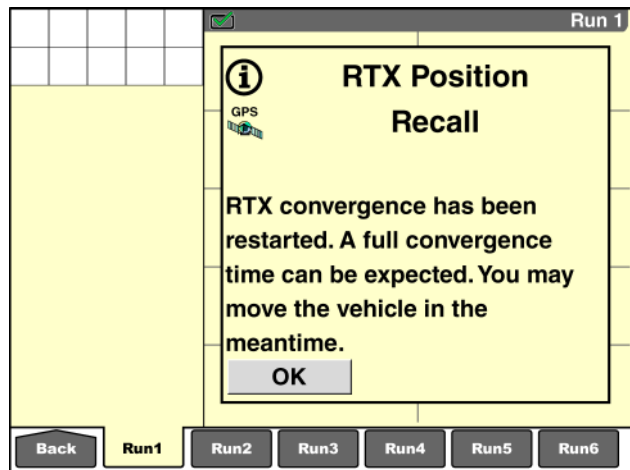 Run 1
RTX Position
GPS
Recall
RTX convergence has been
restarted. A full convergence
time can be expected. You may
move the vehicle in the
meantime.
OK
Back
Run1
Run2
Run3
Run4
Run5
Run6